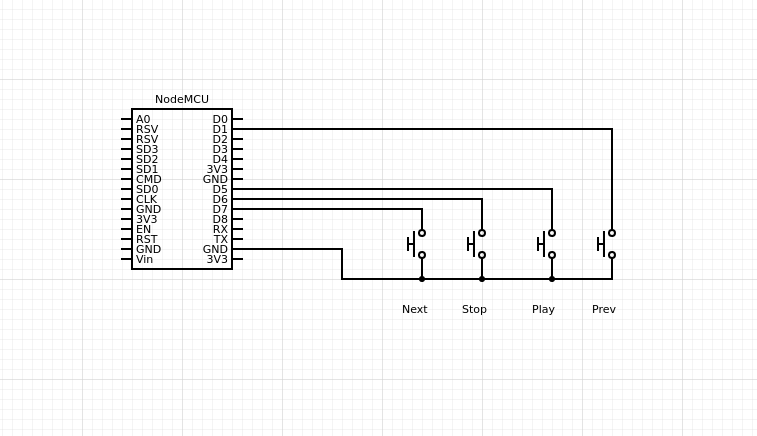 NodeMCU
A0 D0
RSV D1
RSV D2
SD3 D3
SD2 D4
SD1 3V3
CMD GND
SD0 D5
CLK D6
GND D7
3V3 D8
EN RX
RST TX
GND GND
Vin 3V3
Next Stop Play Prev